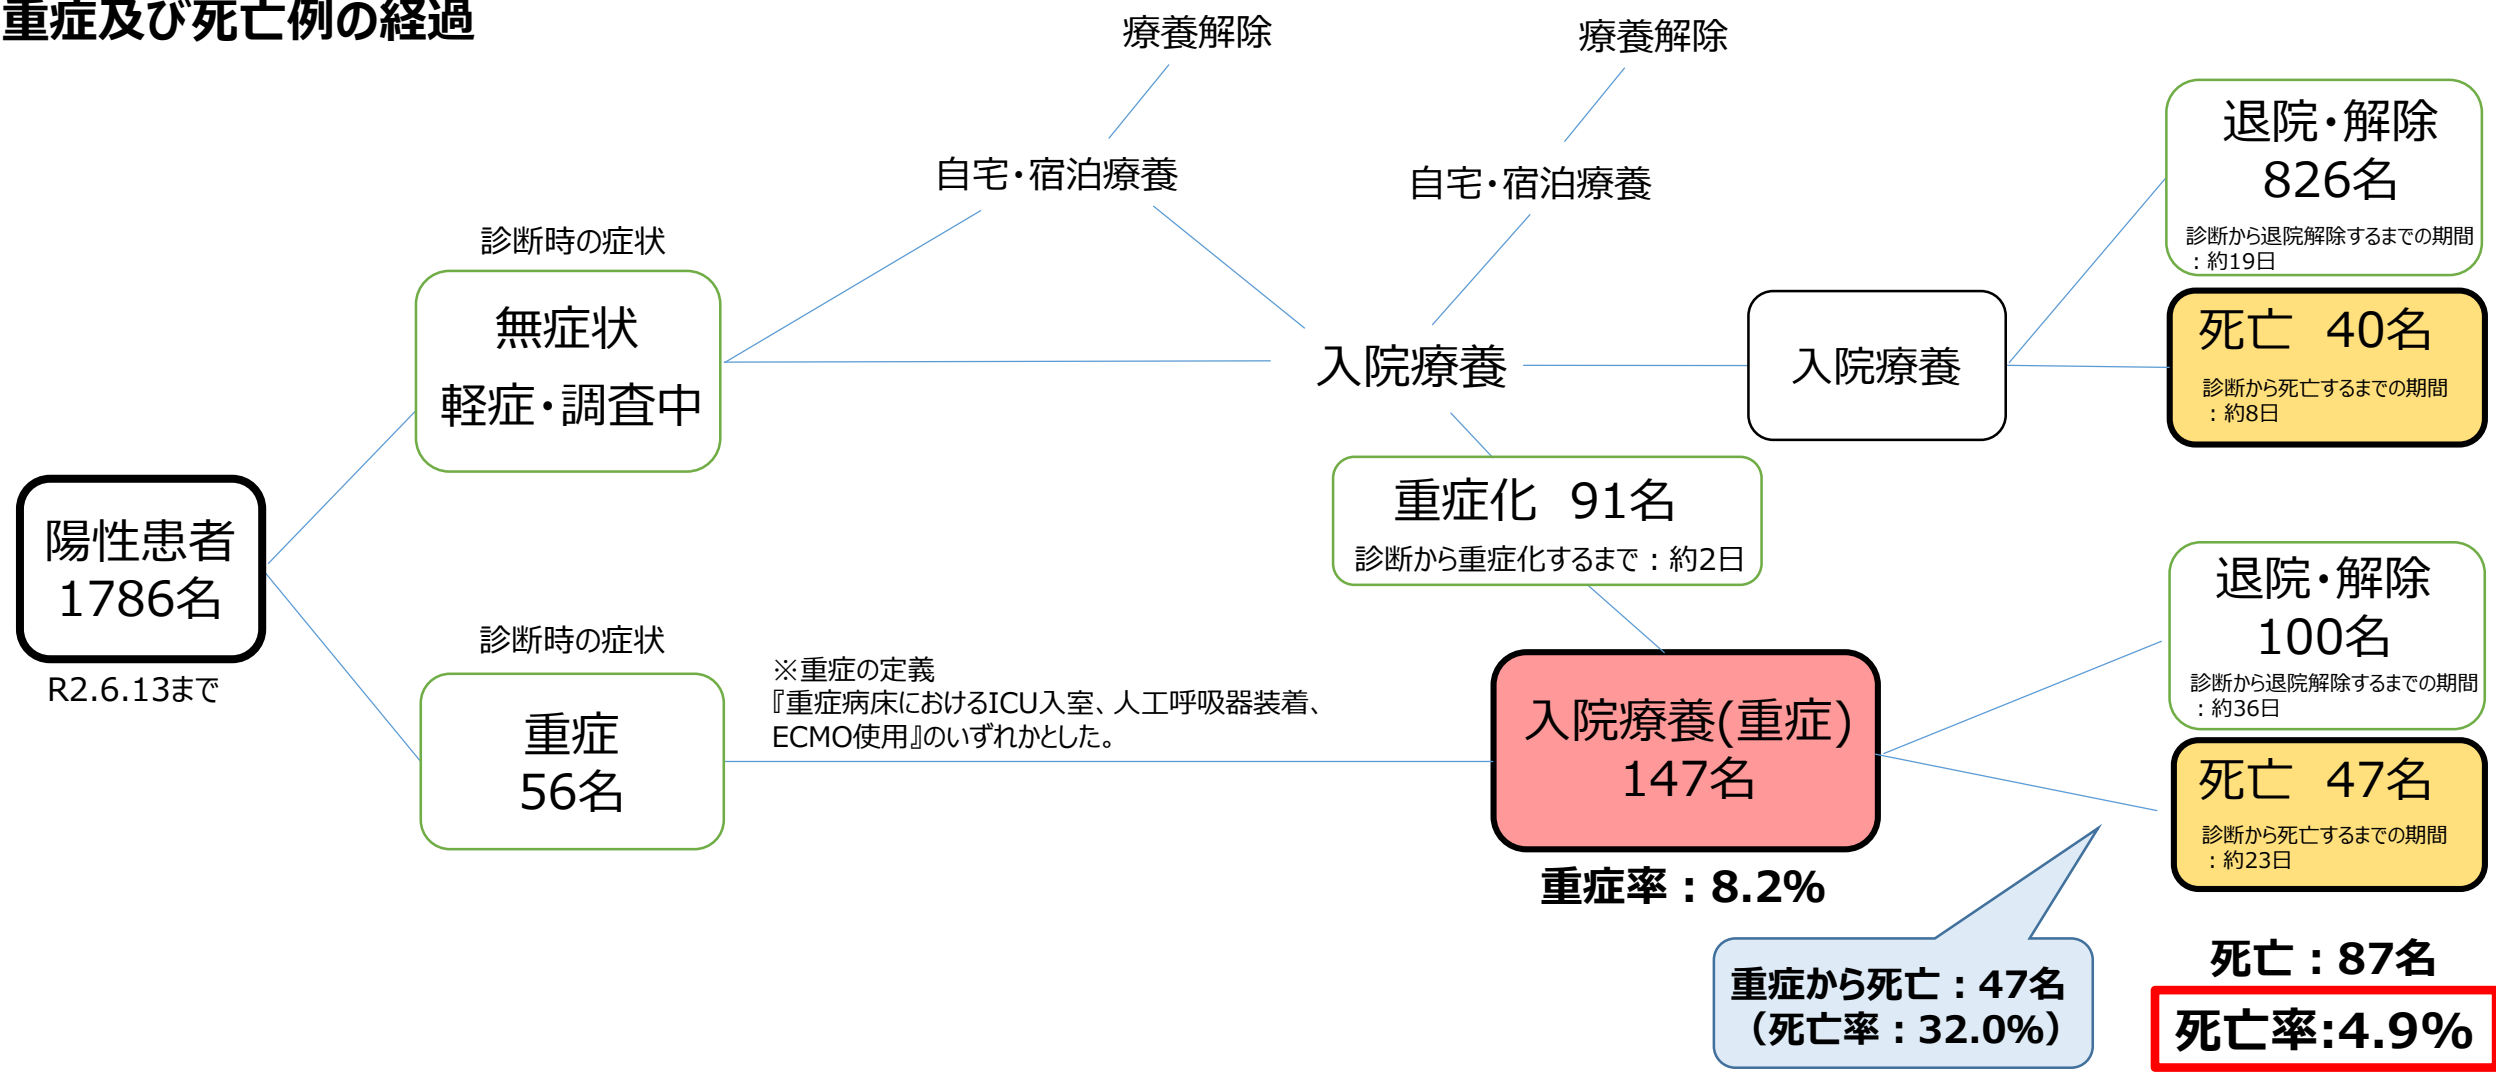 重症及び死亡例の経過
療養解除
療養解除
自宅・宿泊療養
自宅・宿泊療養
診断時の症状
無症状
軽症・調査中
入院療養
入院療養
退院・解除
826名
診断から退院解除するまでの期間
：約19日
死亡　40名
診断から死亡するまでの期間
：約8日
重症化　91名
診断から重症化するまで：約2日
陽性患者
1786名
R2.6.13まで
診断時の症状
重症
56名
※重症の定義
『重症病床におけるICU入室、人工呼吸器装着、
ECMO使用』のいずれかとした。
入院療養(重症)
147名
重症率：8.2%
退院・解除
100名
診断から退院解除するまでの期間
：約36日
死亡　47名
診断から死亡するまでの期間
：約23日
重症から死亡：47名
（死亡率：32.0%）
死亡：87名
死亡率:4.9%